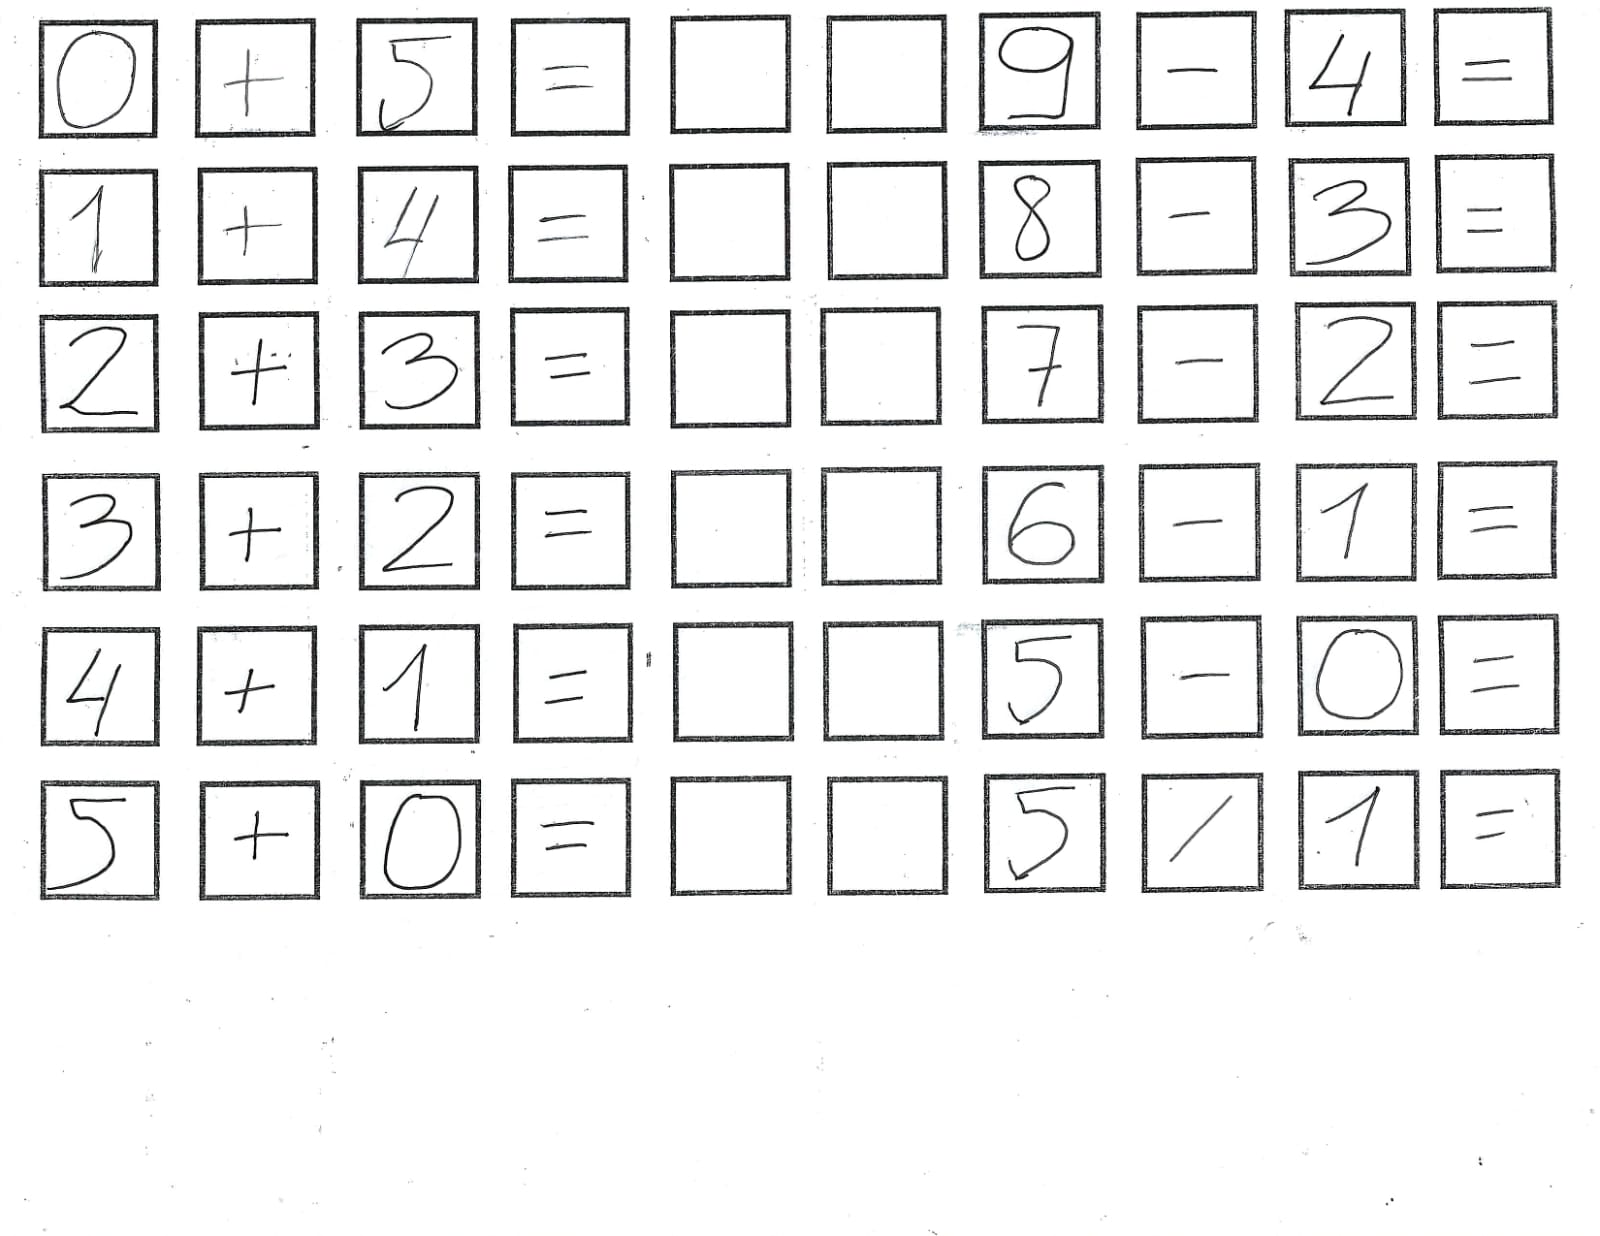 0 + 5 = 9 - 4 =
1 + 4 = 8 - 3 =
2 + 3 = 7 - 2 =
3 + 2 = 6 - 1 =
4 + 1 = 5 - 0 =
5 + 0 = 5 / 1 =